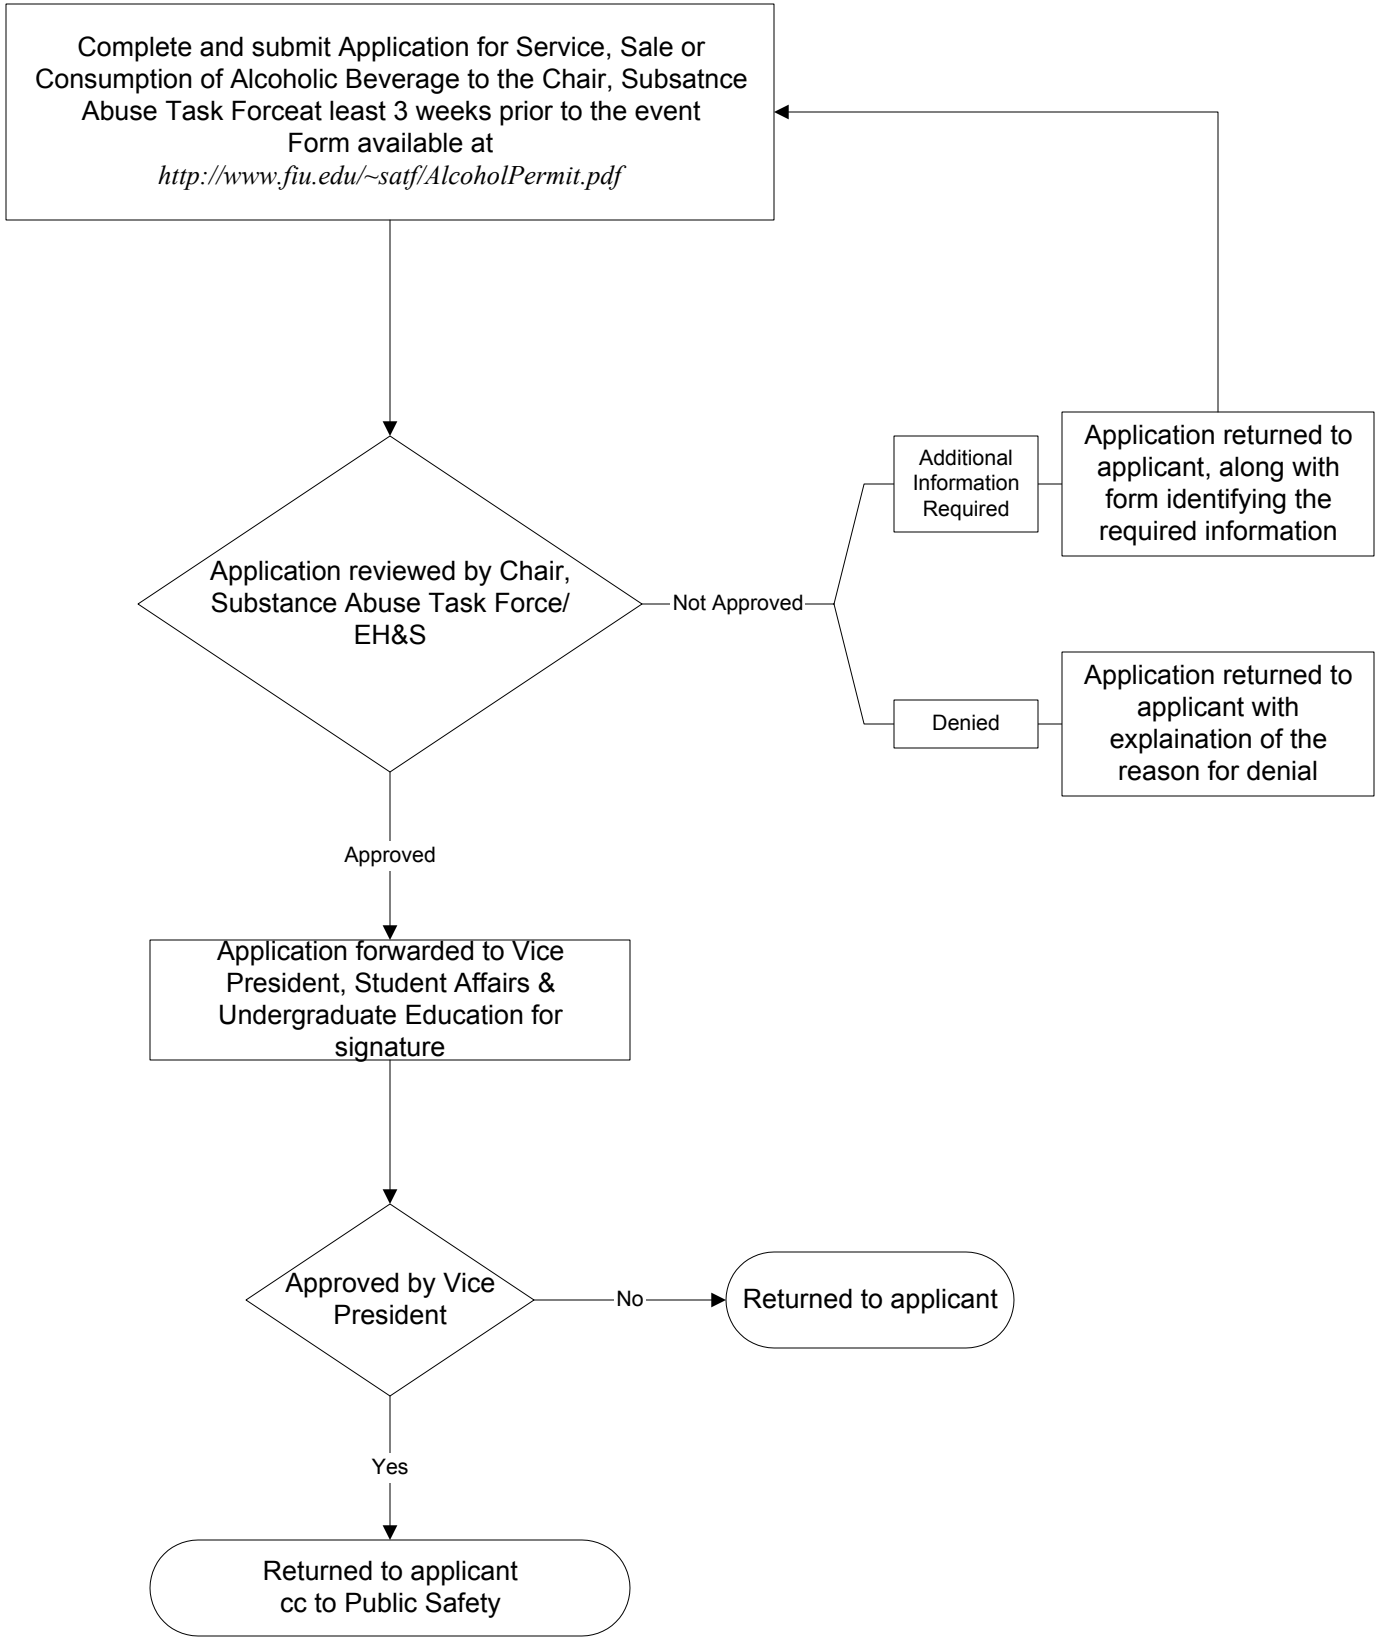 Complete and submit Application for Service, Sale or
Consumption of Alcoholic Beverage to the Chair, Subsatnce
Abuse Task Forceat least 3 weeks prior to the event
Form available at
http://www.fiu.edu/~satf/AlcoholPermit.pdf
Application reviewed by Chair,
Substance Abuse Task Force/
EH&S
Not Approved
Additional
Information
Required
Application returned to
applicant, along with
form identifying the
required information
Denied
Application returned to
applicant with
explaination of the
reason for denial
Approved
Application forwarded to Vice
President, Student Affairs &
Undergraduate Education for
signature
Approved by Vice
President
No
Returned to applicant
Yes
Returned to applicant
cc to Public Safety